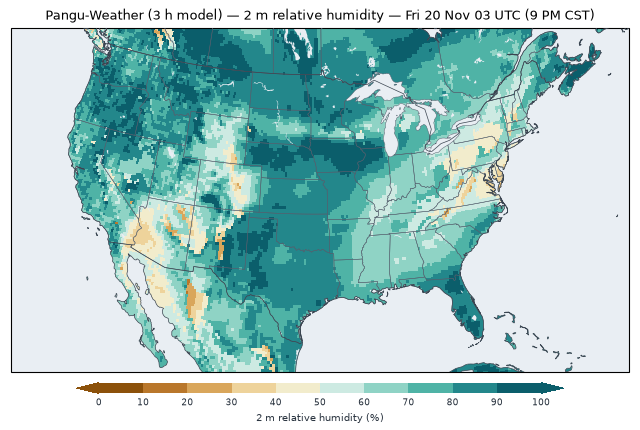 Pangu-Weather (3 h model) — 2 m relative humidity — Fri 20 Nov 03 UTC (9 PM CST)
0 10 20 30 40 50 60 70 80 90 100
2 m relative humidity (%)